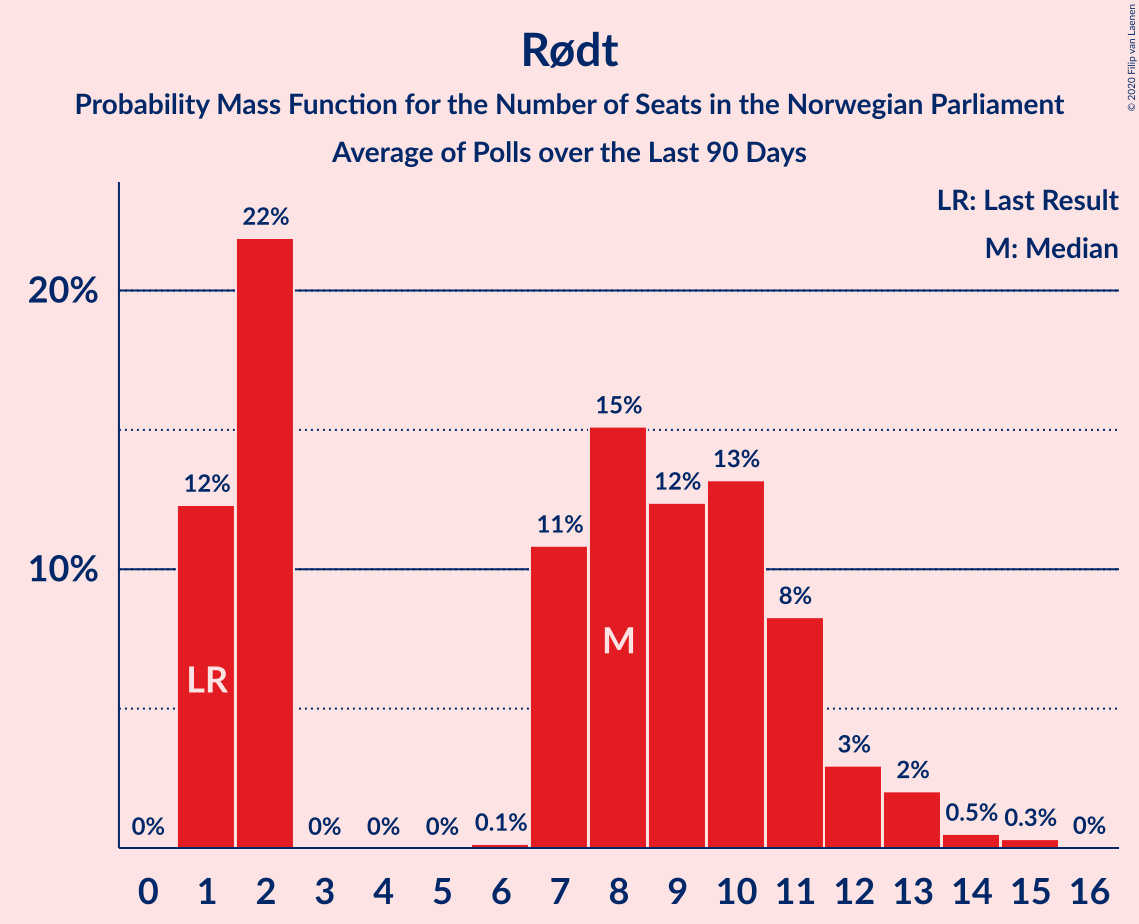 Rødt
Probability Mass Function for the Number of Seats in the Norwegian Parliament
Average of Polls over the Last 90 Days
© 2020 Filip van Laenen
LR: Last Result
M: Median
20%
10%
0%
12%
22%
0%
0%
0%
0.1%
11%
15%
12%
13%
8%
3%
2%
0.5%
0.3%
0%
LR
M
0 1 2 3 4 5 6 7 8 9 10 11 12 13 14 15 16